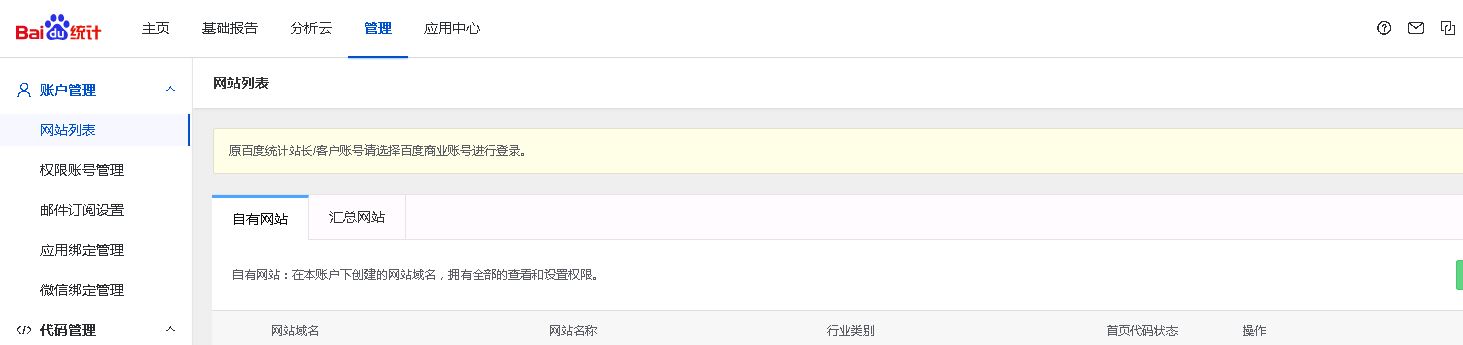 Bai du 统计 主页 基础报告 分析云 管理 应用中心
账户管理
网站列表
权限账号管理
邮件订阅设置
应用绑定管理
微信绑定管理
代码管理
网站列表
原百度统计站长/客户账号请选择百度商业账号进行登录。
自有网站 汇总网站
自有网站：在本账户下创建的网站域名，拥有全部的查看和设置权限。
网站域名 网站名称 行业类别 首页代码状态 操作